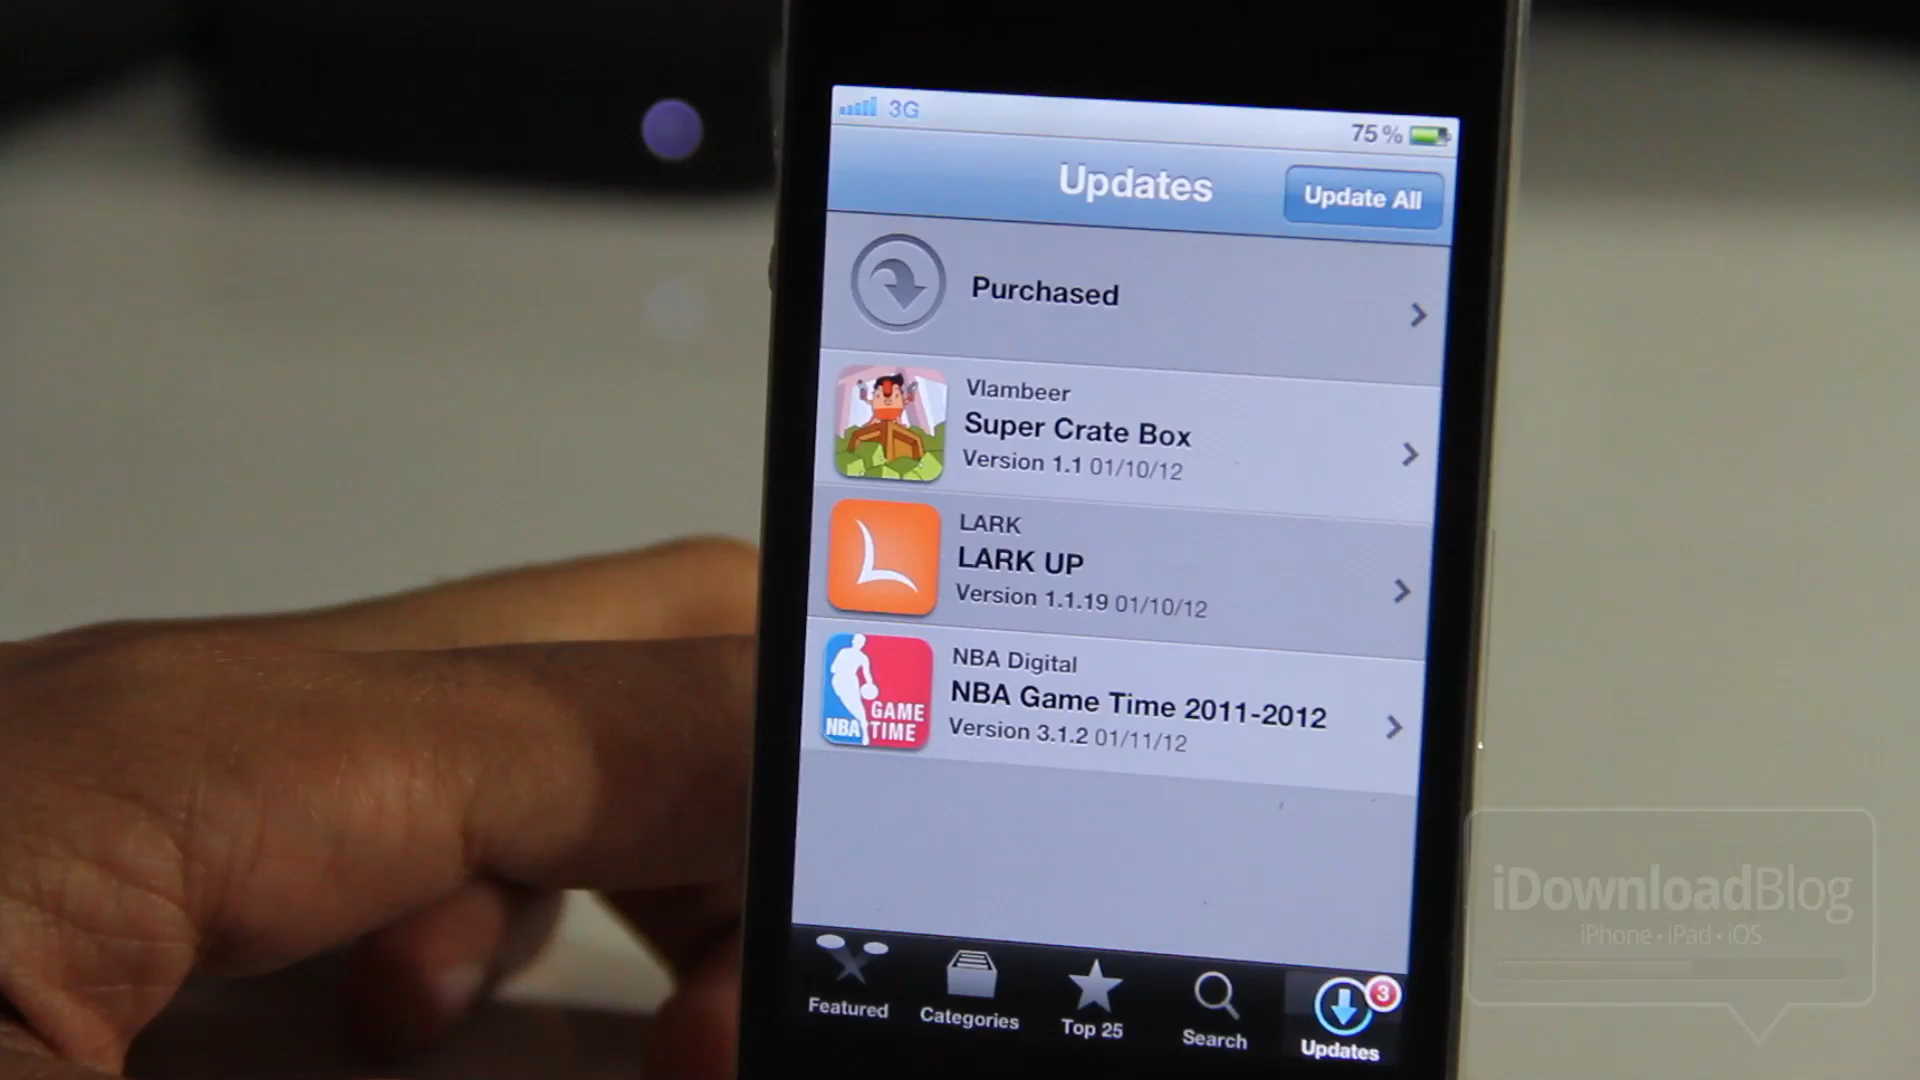 3G
75%
Updates
Update All
Purchased
Vlambeer
Super Crate Box
Version 1.1 01/10/12
LARK
LARK UP
Version 1.1.19 01/10/12
NBA Digital
NBA Game Time 2011-2012
Version 3.1.2 01/11/12
GAME
NBA TIME
Featured
Categories
Top 25
Search
3
Updates
iDownloadBlog
iPhone • iPad • iOS